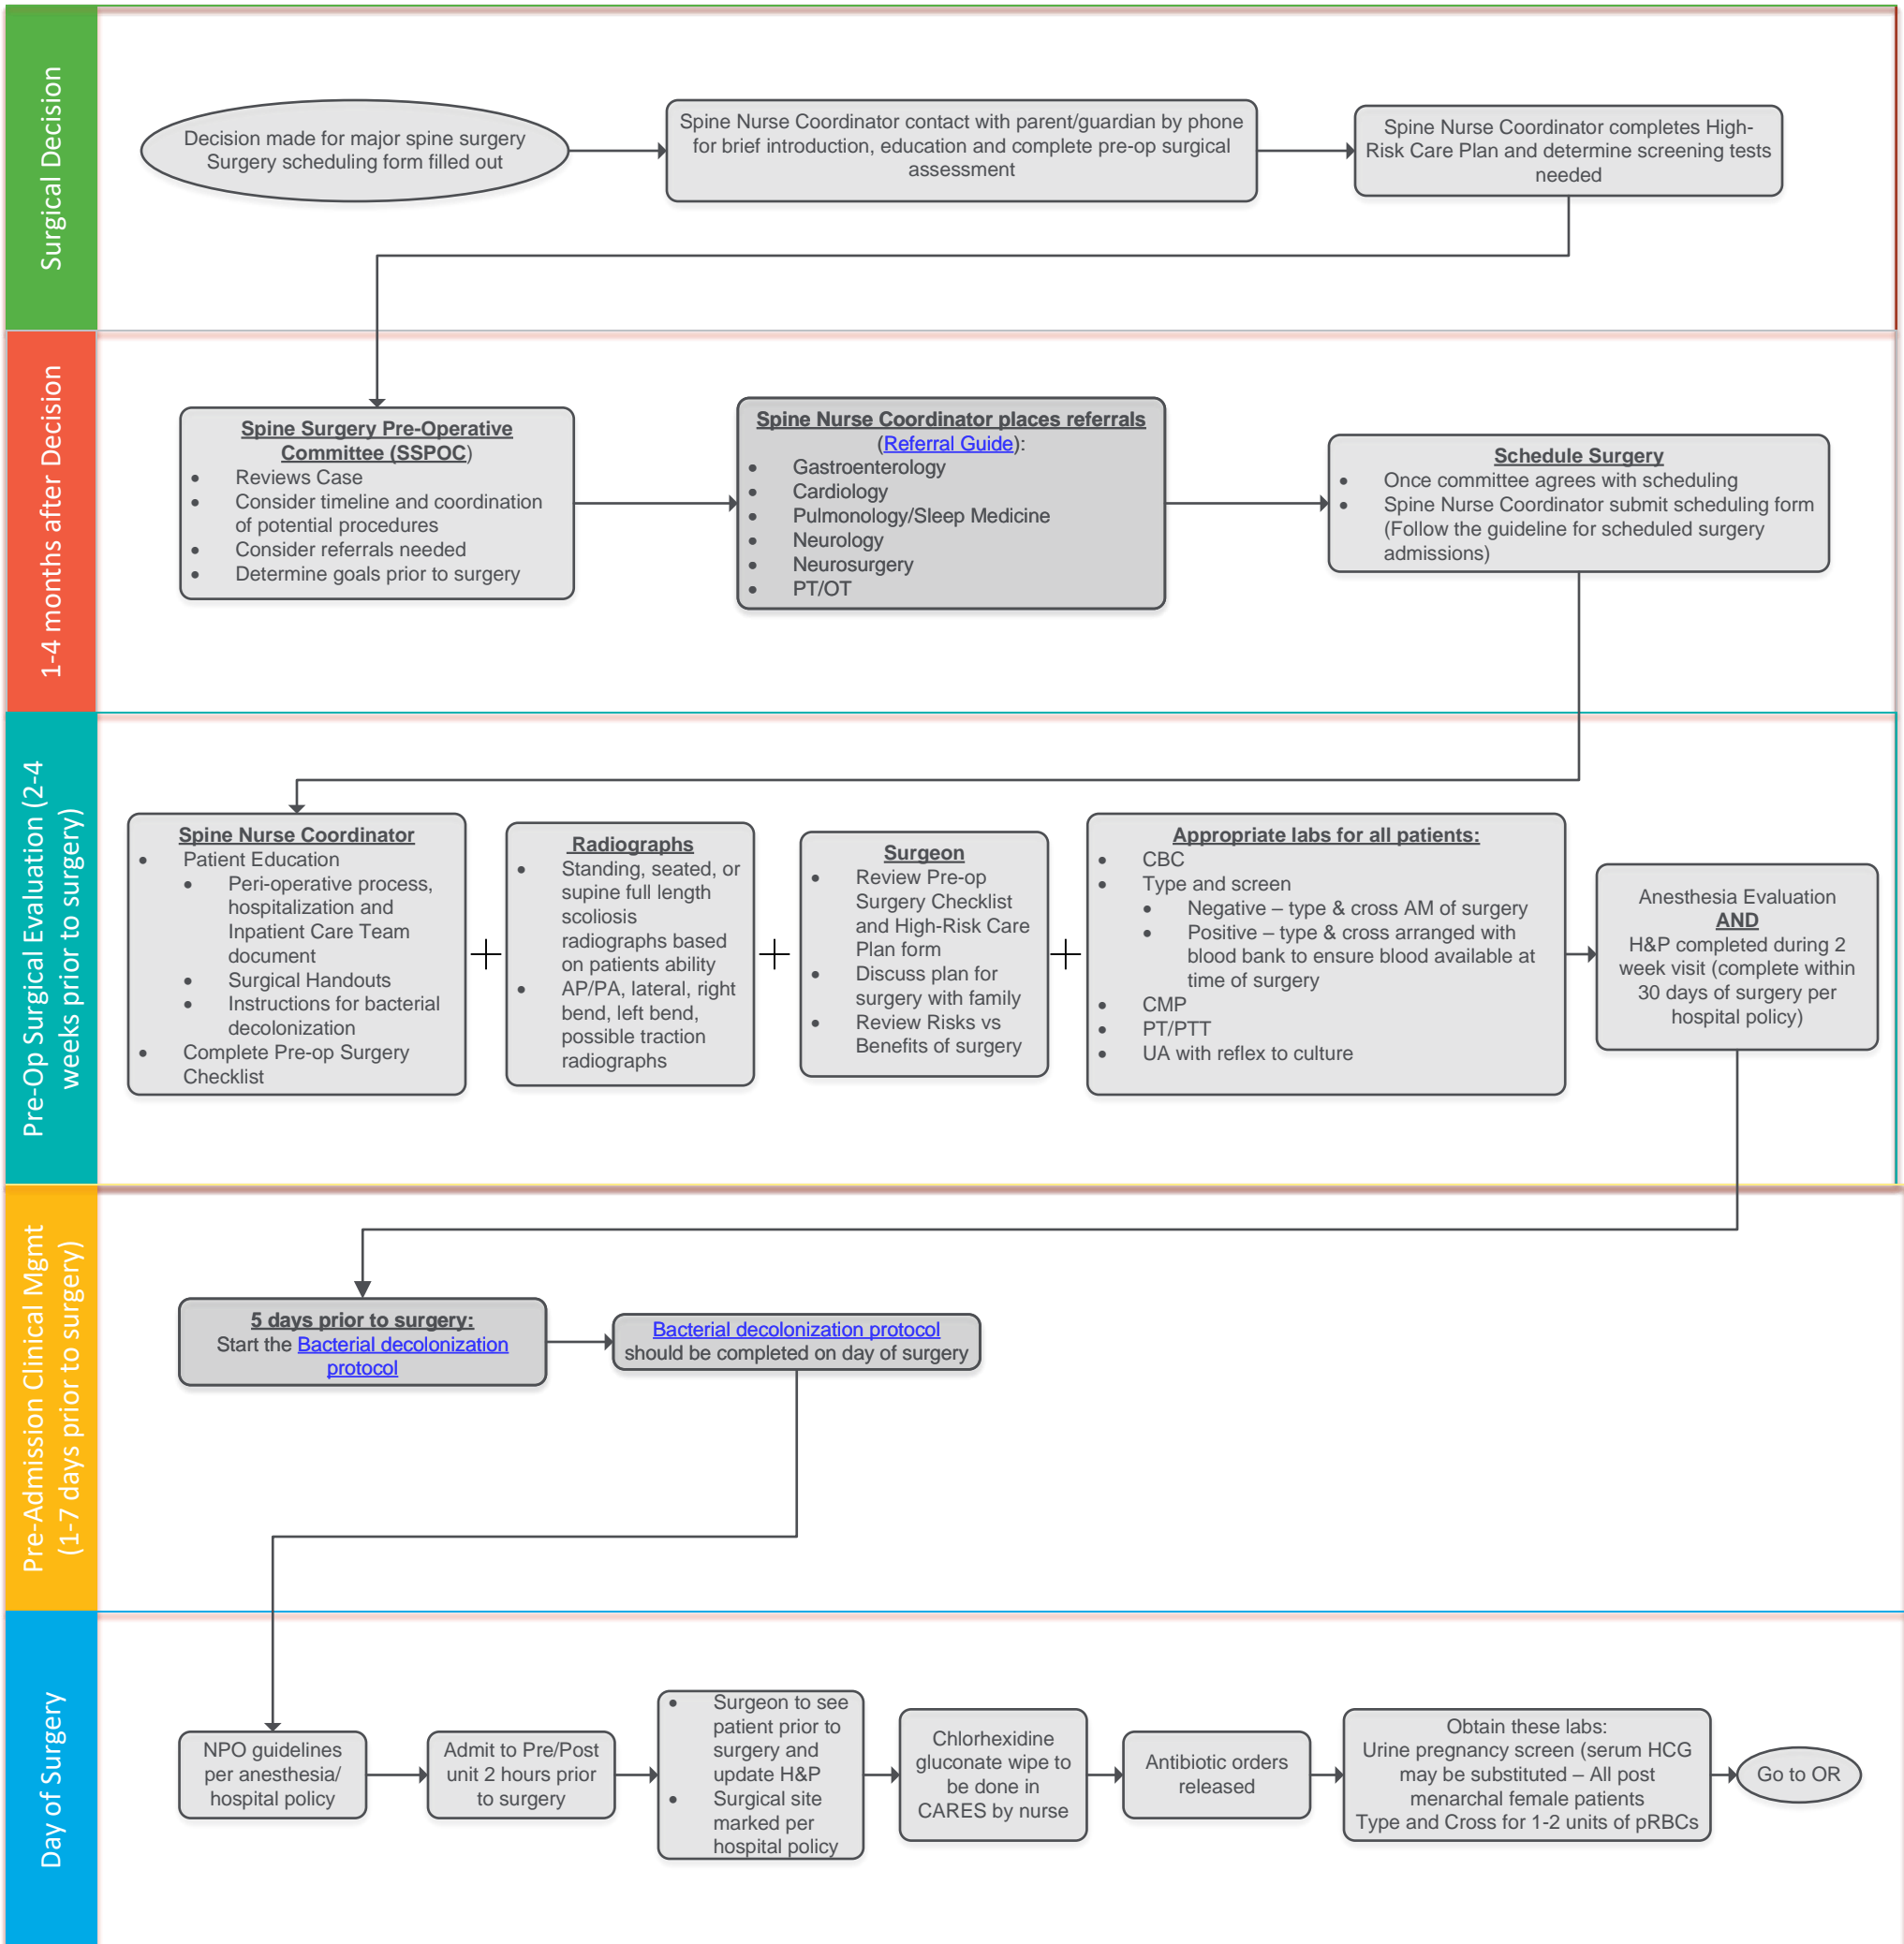 Surgical Decision
Decision made for major spine surgery
Surgery scheduling form filled out
Spine Nurse Coordinator contact with parent/guardian by phone
for brief introduction, education and complete pre-op surgical
assessment
Spine Nurse Coordinator completes High-
Risk Care Plan and determine screening tests
needed
1-4 months after Decision
Spine Surgery Pre-Operative
Committee (SSPOC)
• Reviews Case
• Consider timeline and coordination
of potential procedures
• Consider referrals needed
• Determine goals prior to surgery
Spine Nurse Coordinator places referrals
(Referral Guide):
• Gastroenterology
• Cardiology
• Pulmonology/Sleep Medicine
• Neurology
• Neurosurgery
• PT/OT
Schedule Surgery
• Once committee agrees with scheduling
• Spine Nurse Coordinator submit scheduling form
(Follow the guideline for scheduled surgery
admissions)
Pre-Op Surgical Evaluation (2-4
weeks prior to surgery)
Spine Nurse Coordinator
• Patient Education
• Peri-operative process,
hospitalization and
Inpatient Care Team
document
• Surgical Handouts
• Instructions for bacterial
decolonization
• Complete Pre-op Surgery
Checklist
+
Radiographs
• Standing, seated, or
supine full length
scoliosis
radiographs based
on patients ability
• AP/PA, lateral, right
bend, left bend,
possible traction
radiographs
+
Surgeon
• Review Pre-op
Surgery Checklist
and High-Risk Care
Plan form
• Discuss plan for
surgery with family
• Review Risks vs
Benefits of surgery
+
Appropriate labs for all patients:
• CBC
• Type and screen
• Negative – type & cross AM of surgery
• Positive – type & cross arranged with
blood bank to ensure blood available at
time of surgery
• CMP
• PT/PTT
• UA with reflex to culture
Anesthesia Evaluation
AND
H&P completed during 2
week visit (complete within
30 days of surgery per
hospital policy)
Pre-Admission Clinical Mgmt
(1-7 days prior to surgery)
5 days prior to surgery:
Start the Bacterial decolonization
protocol
Bacterial decolonization protocol
should be completed on day of surgery
Day of Surgery
NPO guidelines
per anesthesia/
hospital policy
Admit to Pre/Post
unit 2 hours prior
to surgery
• Surgeon to see
patient prior to
surgery and
update H&P
• Surgical site
marked per
hospital policy
Chlorhexidine
gluconate wipe to
be done in
CARES by nurse
Antibiotic orders
released
Obtain these labs:
Urine pregnancy screen (serum HCG
may be substituted – All post
menarchal female patients
Type and Cross for 1-2 units of pRBCs
Go to OR